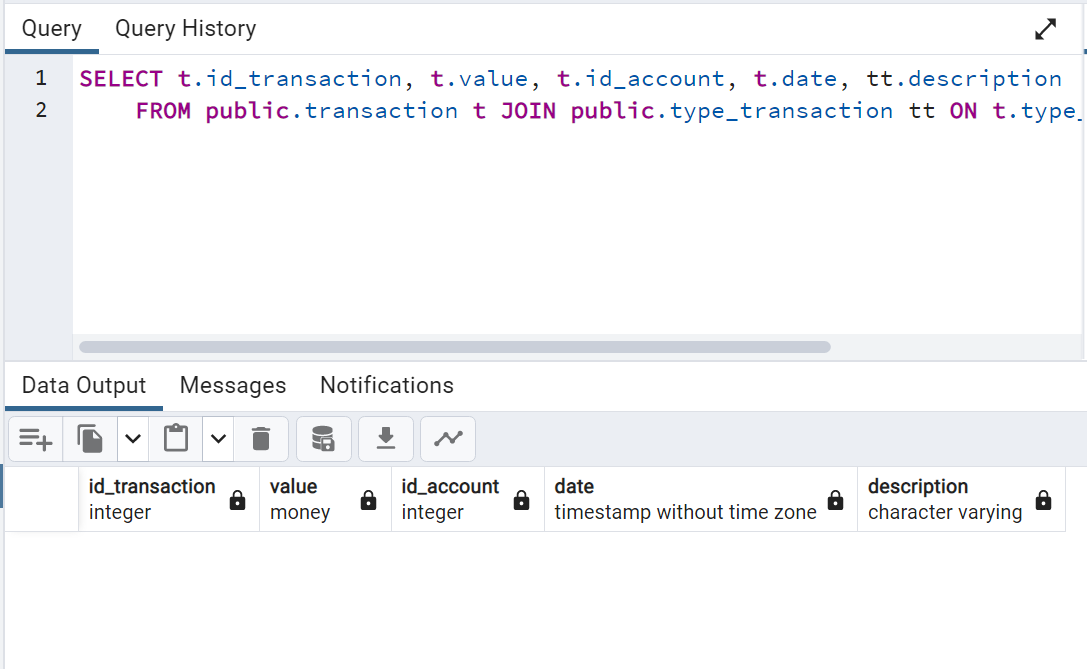 Query Query History
1 SELECT t.id_transaction, t.value, t.id_account, t.date, tt.description
2 FROM public.transaction t JOIN public.type_transaction tt ON t.type_
Data Output Messages Notifications
id_transaction value id_account date description
integer money integer timestamp without time zone character varying